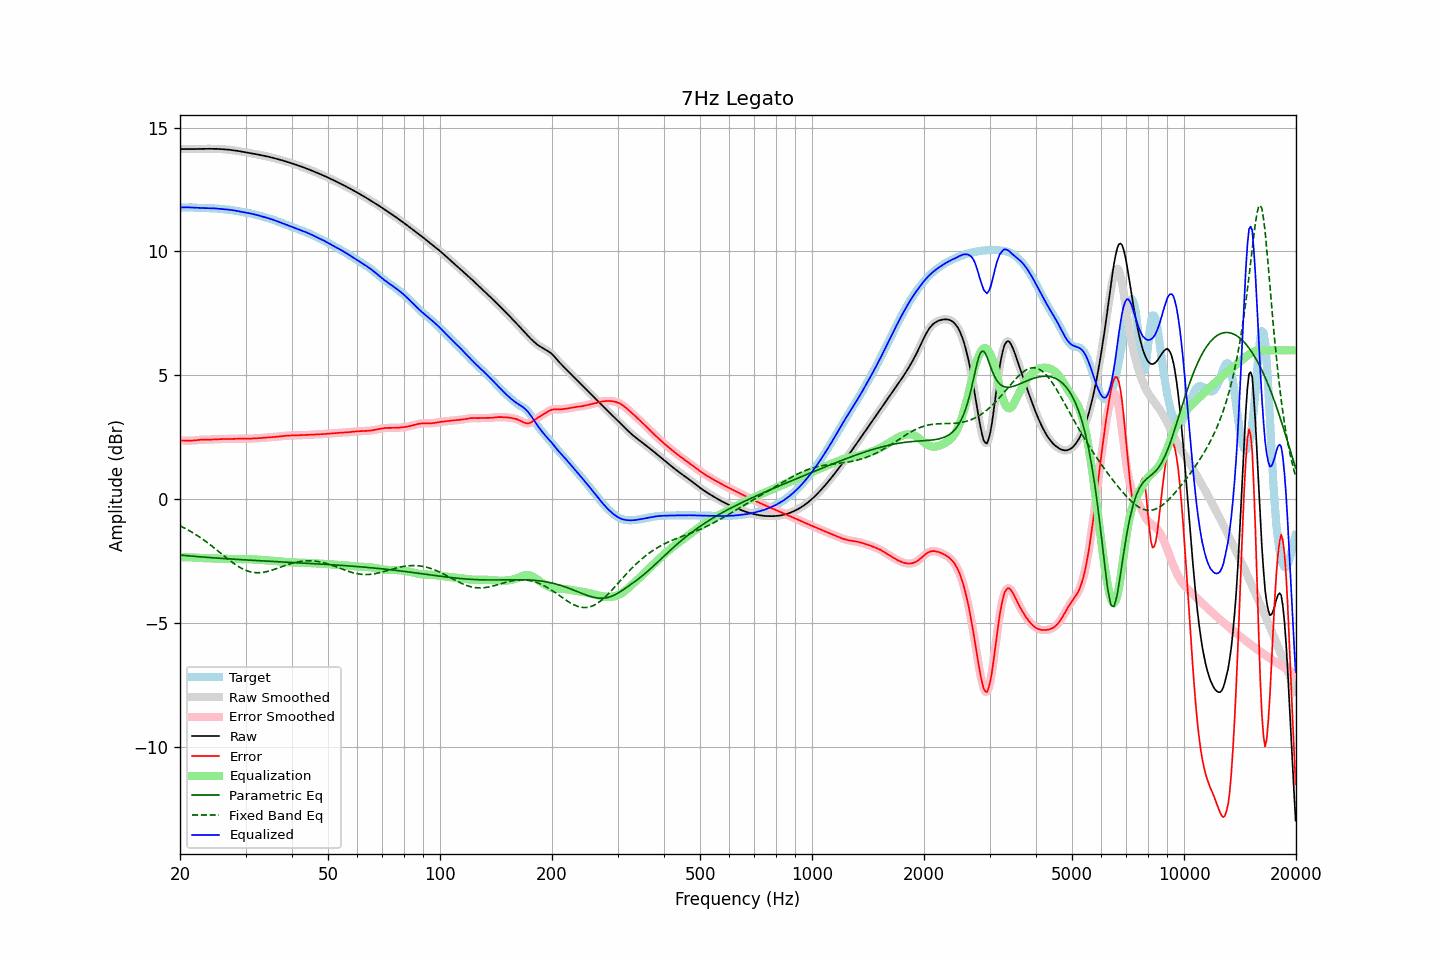 7Hz Legato
15
10
5
0
−5
−10
Amplitude (dBr)
Target
Raw Smoothed
Error Smoothed
Raw
Error
Equalization
Parametric Eq
Fixed Band Eq
Equalized
20 50 100 200 500 1000 2000 5000 10000 20000
Frequency (Hz)